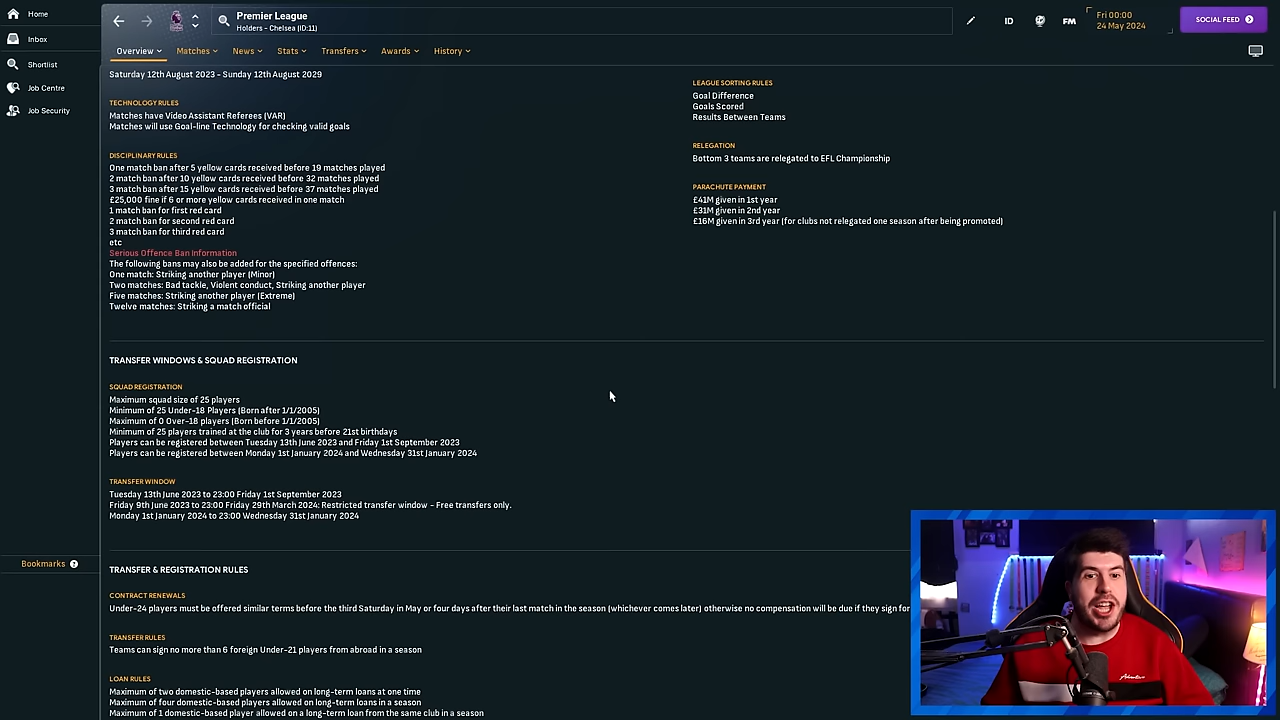 Home
Inbox
Shortlist
Job Centre
Job Security
Bookmarks ?
Premier League
Holders - Chelsea (ID:11)
ID
FM
Fri 00:00
24 May 2024
SOCIAL FEED
Overview
Matches
News
Stats
Transfers
Awards
History
Saturday 12th August 2023 - Sunday 12th August 2029
TECHNOLOGY RULES
Matches have Video Assistant Referees (VAR)
Matches will use Goal-line Technology for checking valid goals
DISCIPLINARY RULES
One match ban after 5 yellow cards received before 19 matches played
2 match ban after 10 yellow cards received before 32 matches played
3 match ban after 15 yellow cards received before 37 matches played
£25,000 fine if 6 or more yellow cards received in one match
1 match ban for first red card
2 match ban for second red card
3 match ban for third red card
etc
Serious Offence Ban Information
The following bans may also be added for the specified offences:
One match: Striking another player (Minor)
Two matches: Bad tackle, Violent conduct, Striking another player
Five matches: Striking another player (Extreme)
Twelve matches: Striking a match official
LEAGUE SORTING RULES
Goal Difference
Goals Scored
Results Between Teams
RELEGATION
Bottom 3 teams are relegated to EFL Championship
PARACHUTE PAYMENT
£41M given in 1st year
£31M given in 2nd year
£16M given in 3rd year (for clubs not relegated one season after being promoted)
TRANSFER WINDOWS & SQUAD REGISTRATION
SQUAD REGISTRATION
Maximum squad size of 25 players
Minimum of 25 Under-18 Players (Born after 1/1/2005)
Maximum of 0 Over-18 players (Born before 1/1/2005)
Minimum of 25 players trained at the club for 3 years before 21st birthdays
Players can be registered between Tuesday 13th June 2023 and Friday 1st September 2023
Players can be registered between Monday 1st January 2024 and Wednesday 31st January 2024
TRANSFER WINDOW
Tuesday 13th June 2023 to 23:00 Friday 1st September 2023
Friday 9th June 2023 to 23:00 Friday 29th March 2024: Restricted transfer window - Free transfers only.
Monday 1st January 2024 to 23:00 Wednesday 31st January 2024
TRANSFER & REGISTRATION RULES
CONTRACT RENEWALS
Under-24 players must be offered similar terms before the third Saturday in May or four days after their last match in the season (whichever comes later) otherwise no compensation will be due if they sign for
TRANSFER RULES
Teams can sign no more than 6 foreign Under-21 players from abroad in a season
LOAN RULES
Maximum of two domestic-based players allowed on long-term loans at one time
Maximum of four domestic-based players allowed on long-term loans in a season
Maximum of 1 domestic-based player allowed on a long-term loan from the same club in a season